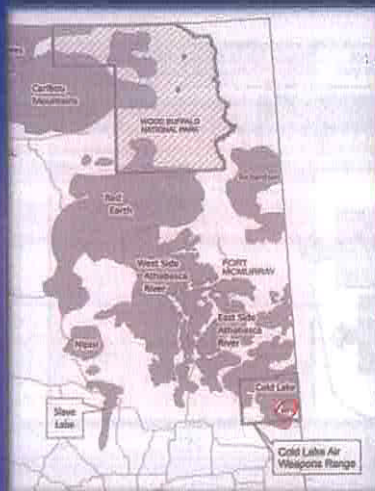 Caribou
Mountains
WOOD BUFFALO
NATIONAL PARK
Richardson
Red
Earth
West Side
Athabasca
River
FORT
MCMURRAY
East Side
Athabasca
River
Nipisi
Cold Lake
Slave
Lake
Cold Lake Air
Weapons Range